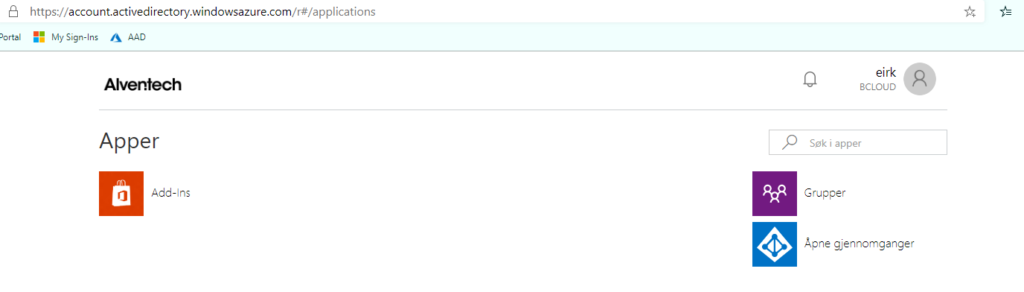 https://account.activedirectory.windowsazure.com/r#/applications
Portal
My Sign-Ins
AAD
Alventech
eirk
BCLOUD
Apper
Søk i apper
Add-Ins
Grupper
Åpne gjennomganger